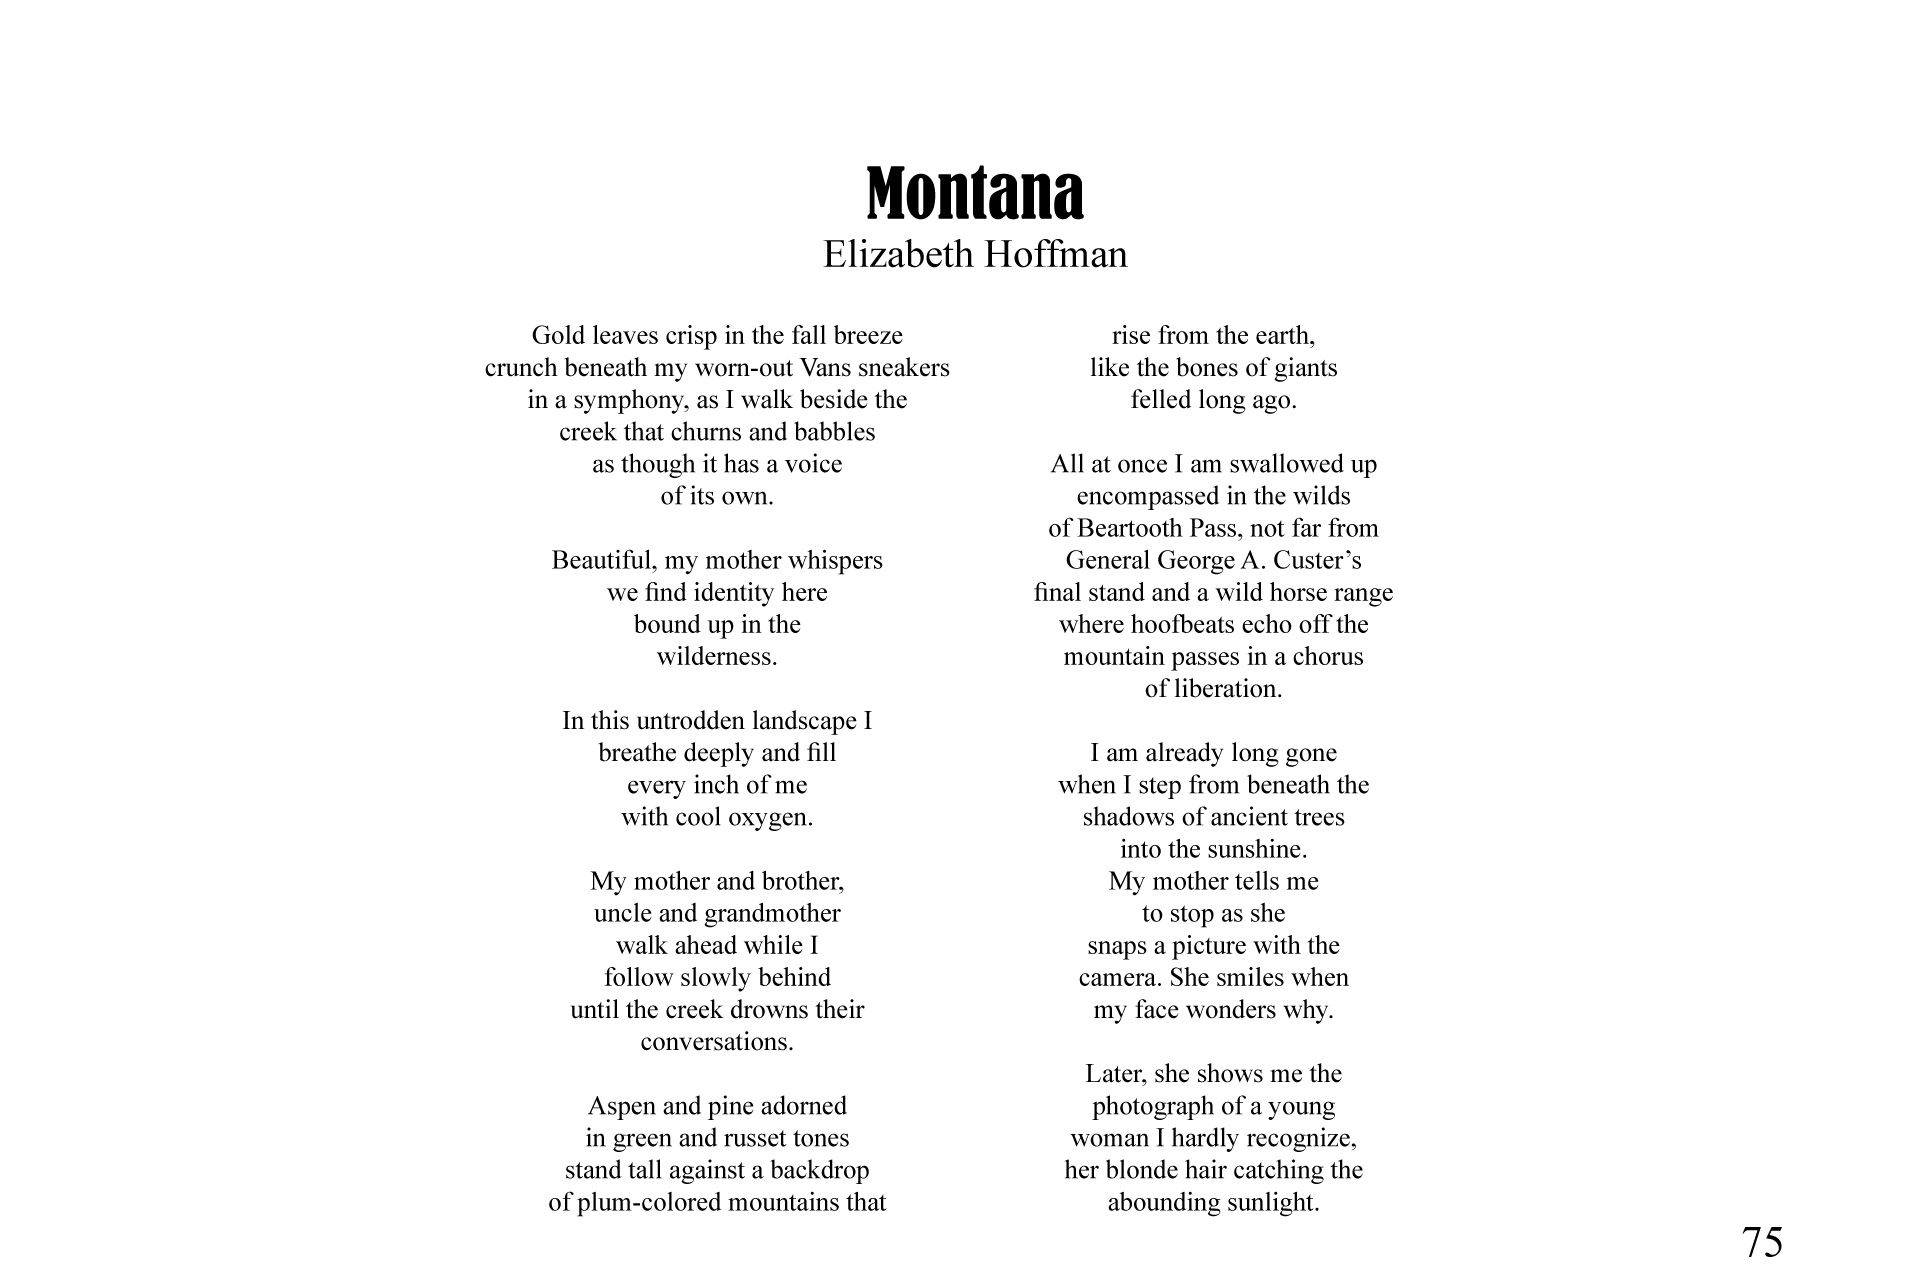 Montana
Elizabeth Hoffman
Gold leaves crisp in the fall breeze
crunch beneath my worn-out Vans sneakers
in a symphony, as I walk beside the
creek that churns and babbles
as though it has a voice
of its own.
Beautiful, my mother whispers
we find identity here
bound up in the
wilderness.
In this untrodden landscape I
breathe deeply and fill
every inch of me
with cool oxygen.
My mother and brother,
uncle and grandmother
walk ahead while I
follow slowly behind
until the creek drowns their
conversations.
Aspen and pine adorned
in green and russet tones
stand tall against a backdrop
of plum-colored mountains that
rise from the earth,
like the bones of giants
felled long ago.
All at once I am swallowed up
encompassed in the wilds
of Beartooth Pass, not far from
General George A. Custer’s
final stand and a wild horse range
where hoofbeats echo off the
mountain passes in a chorus
of liberation.
I am already long gone
when I step from beneath the
shadows of ancient trees
into the sunshine.
My mother tells me
to stop as she
snaps a picture with the
camera. She smiles when
my face wonders why.
Later, she shows me the
photograph of a young
woman I hardly recognize,
her blonde hair catching the
abounding sunlight.
75